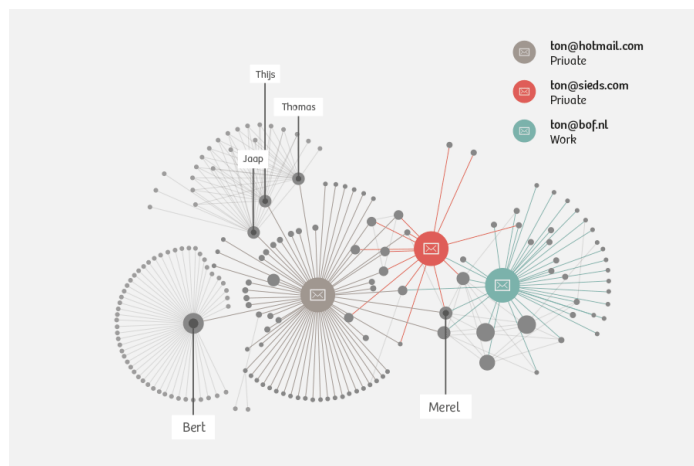 ton@hotmail.com
Private
ton@sieds.com
Private
ton@bof.nl
Work
Thijs
Thomas
Jaap
Merel
Bert